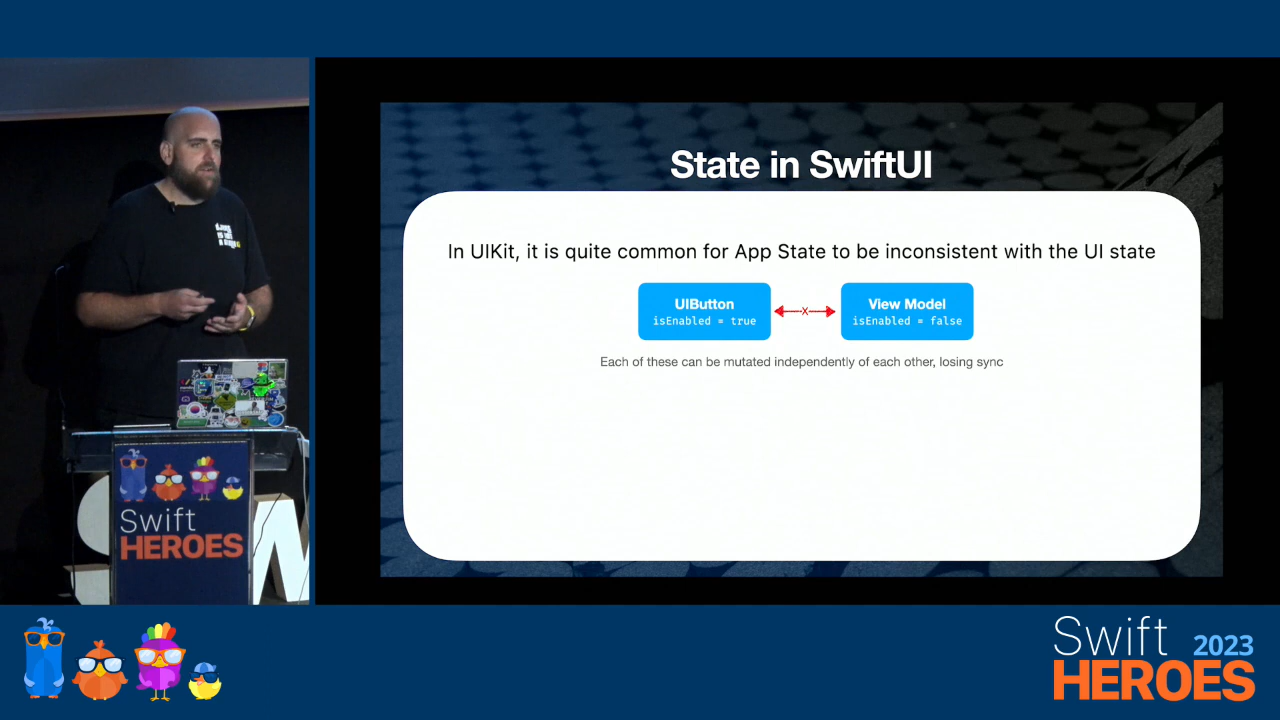 State in SwiftUI
In UIKit, it is quite common for App State to be inconsistent with the UI state
UIButton
isEnabled = true
x
View Model
isEnabled = false
Each of these can be mutated independently of each other, losing sync
Swift
HEROES
Swift 2023
HEROES